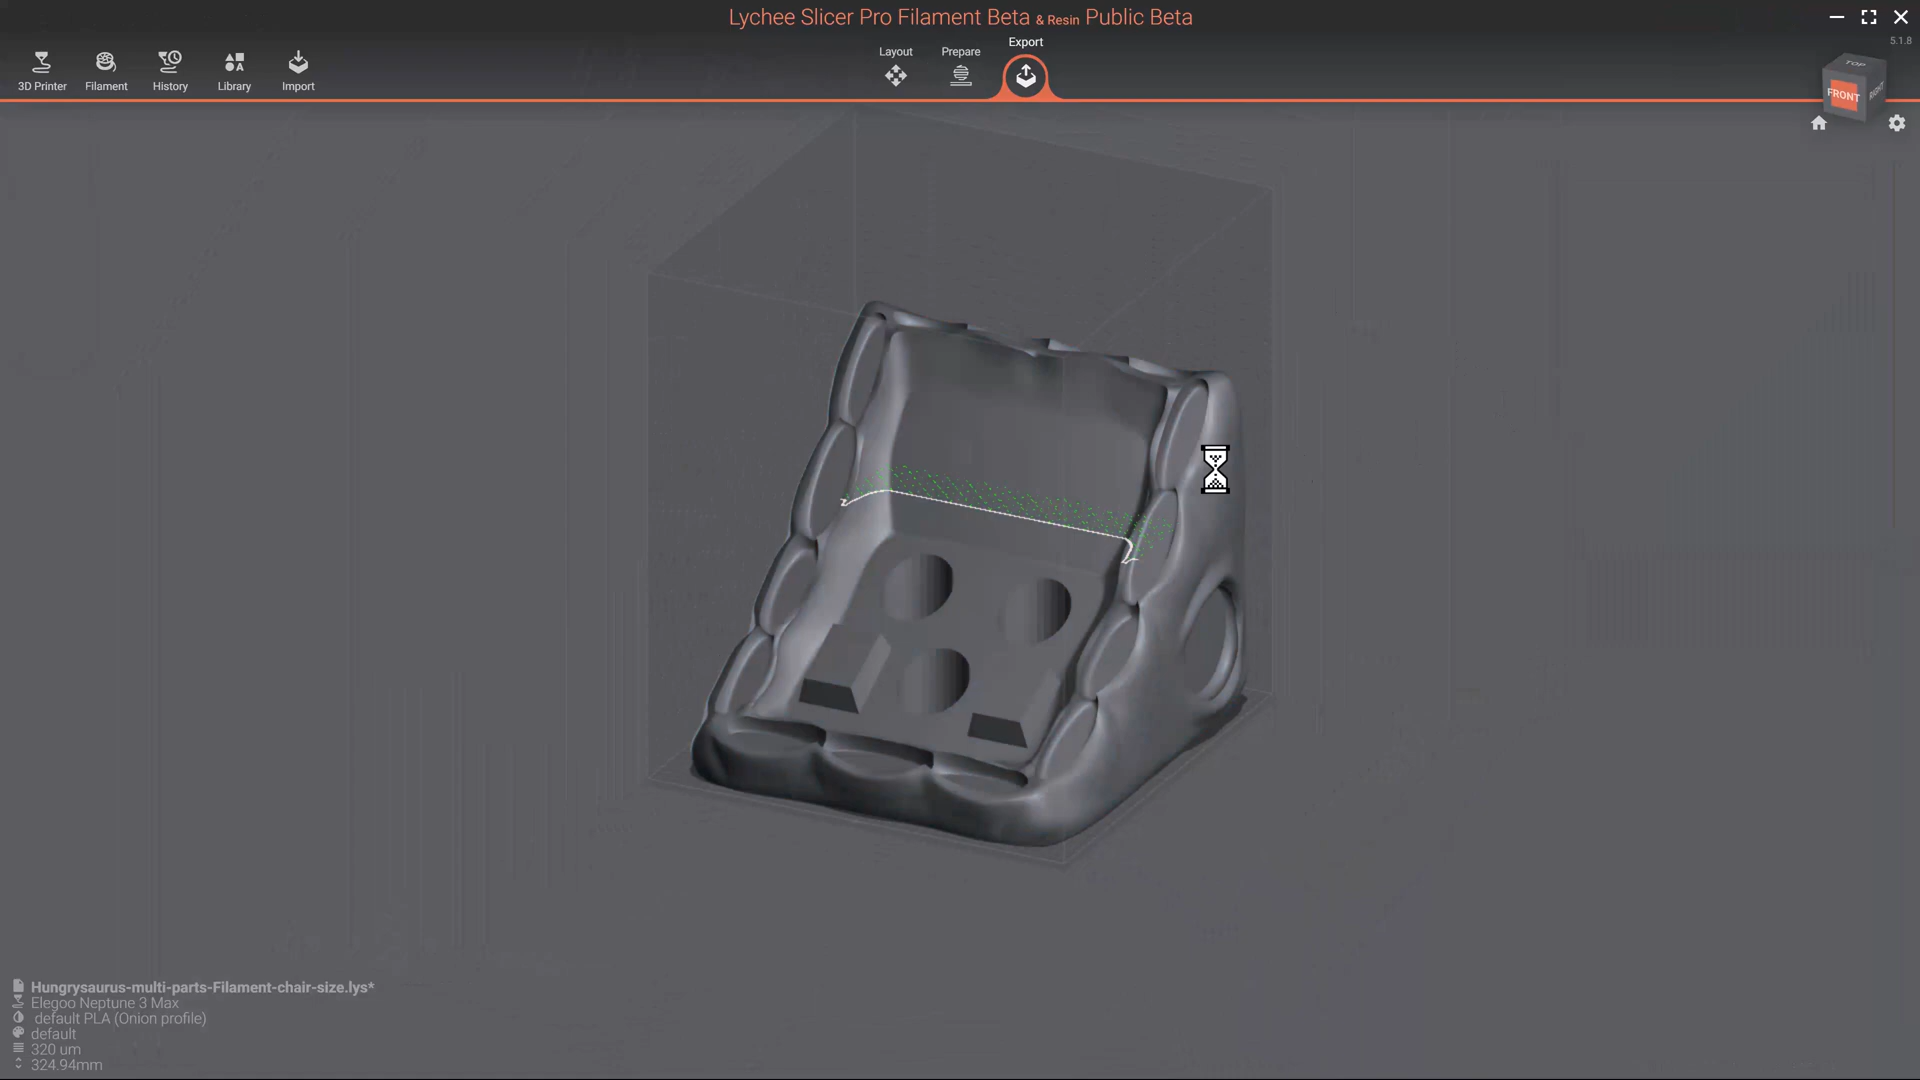 Lychee Slicer Pro Filament Beta & Resin Public Beta
5.1.8
3D Printer
Filament
History
Library
Import
Layout
Prepare
Export
TOP
FRONT
RIGHT
Hungrysaurus-multi-parts-Filament-chair-size.lys*
Elegoo Neptune 3 Max
default PLA (Onion profile)
default
320 um
324.94mm